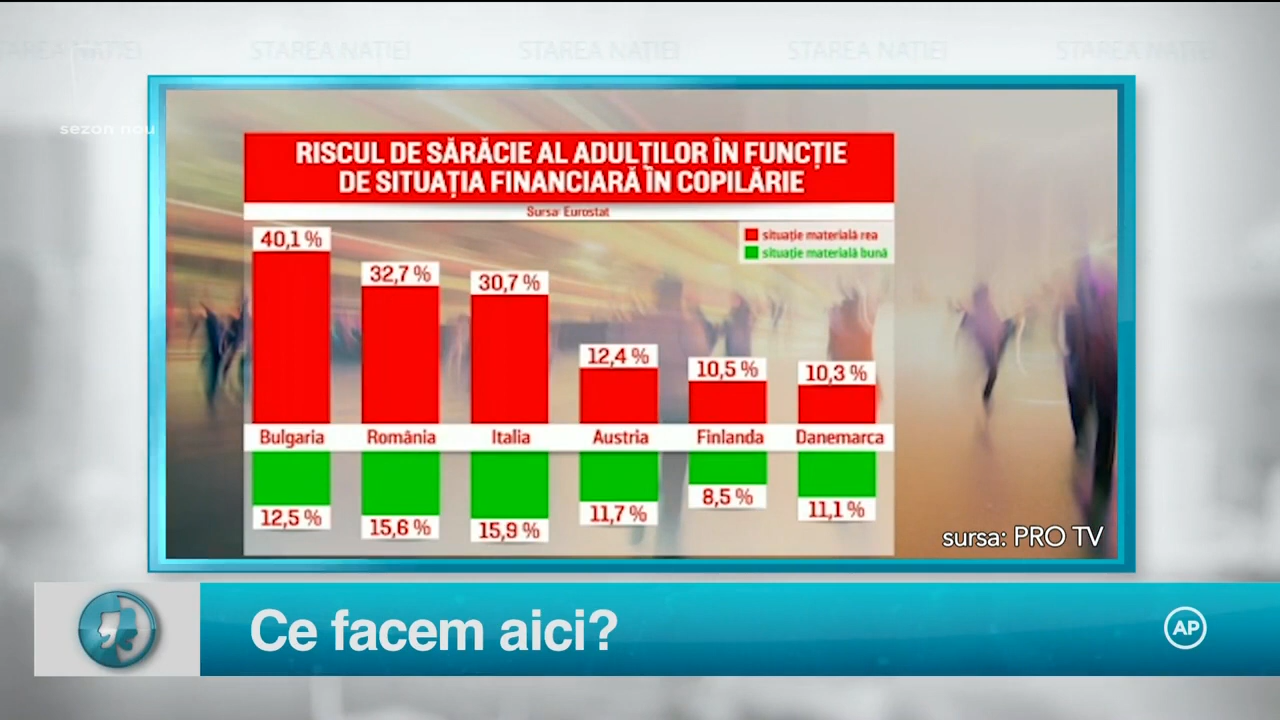 STAREA NAȚIEI STAREA NAȚIEI STAREA NAȚIEI STAREA NAȚIEI STAREA NAȚIEI
sezon nou
RISCUL DE SĂRĂCIE AL ADULȚILOR ÎN FUNCȚIE
DE SITUAȚIA FINANCIARĂ ÎN COPILĂRIE
Sursa: Eurostat
situație materială rea
situație materială bună
40,1 %
32,7 %
30,7 %
12,4 %
10,5 %
10,3 %
Bulgaria
România
Italia
Austria
Finlanda
Danemarca
12,5 %
15,6 %
15,9 %
11,7 %
8,5 %
11,1 %
sursa: PRO TV
Ce facem aici?
AP